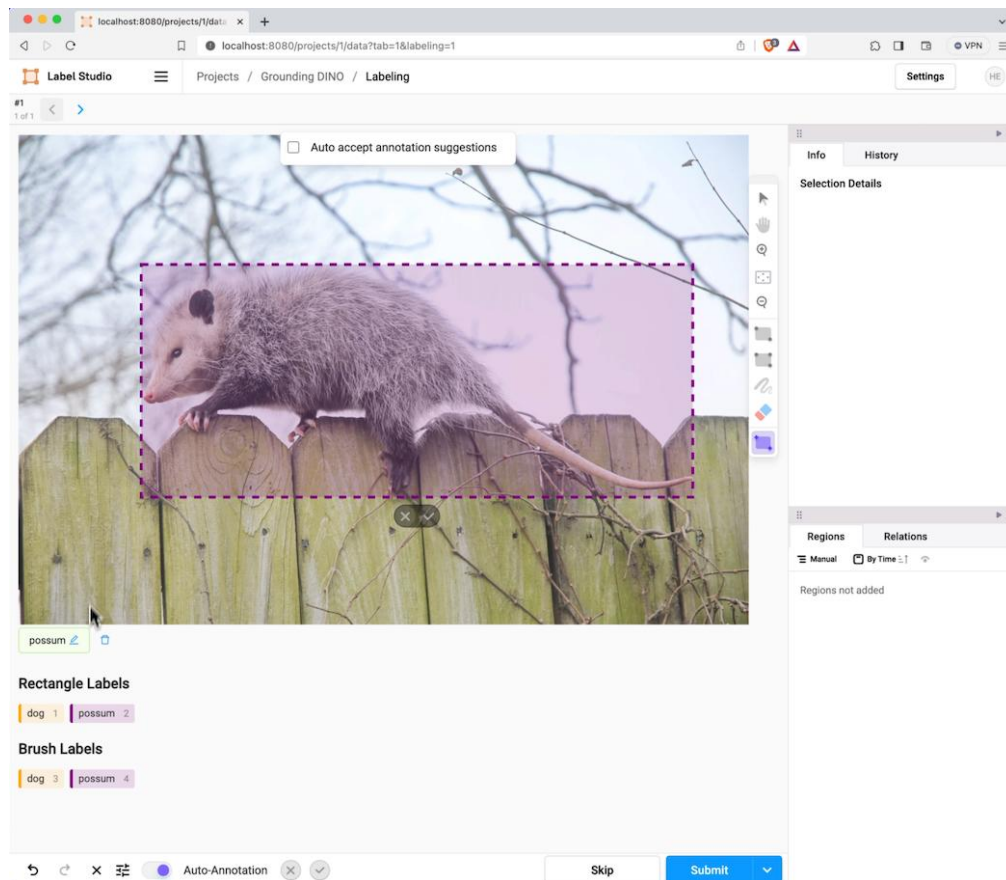 localhost:8080/projects/1/data
localhost:8080/projects/1/data?tab=1&labeling=1
VPN
Label Studio
Projects / Grounding DINO / Labeling
Settings
HE
#1
1 of 1
Auto accept annotation suggestions
Info
History
Selection Details
Regions
Relations
Manual
By Time
Regions not added
possum
Rectangle Labels
dog 1
possum 2
Brush Labels
dog 3
possum 4
Auto-Annotation
Skip
Submit